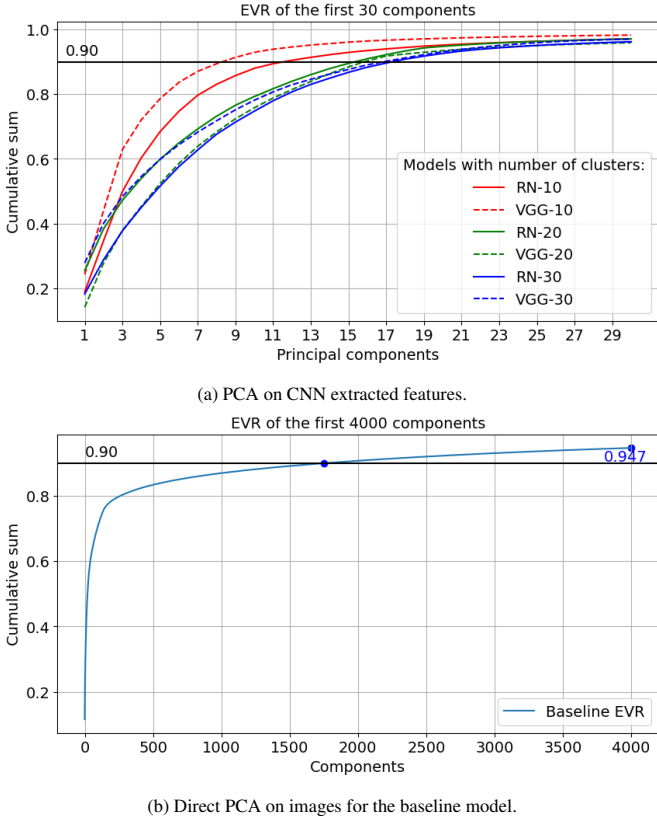 EVR of the first 30 components
1.0
0.90
0.8
0.6
0.4
0.2
Cumulative sum
Models with number of clusters:
RN-10
VGG-10
RN-20
VGG-20
RN-30
VGG-30
1 3 5 7 9 11 13 15 17 19 21 23 25 27 29
Principal components
(a) PCA on CNN extracted features.
EVR of the first 4000 components
0.90
0.947
0.8
0.6
0.4
0.2
Cumulative sum
Baseline EVR
0 500 1000 1500 2000 2500 3000 3500 4000
Components
(b) Direct PCA on images for the baseline model.